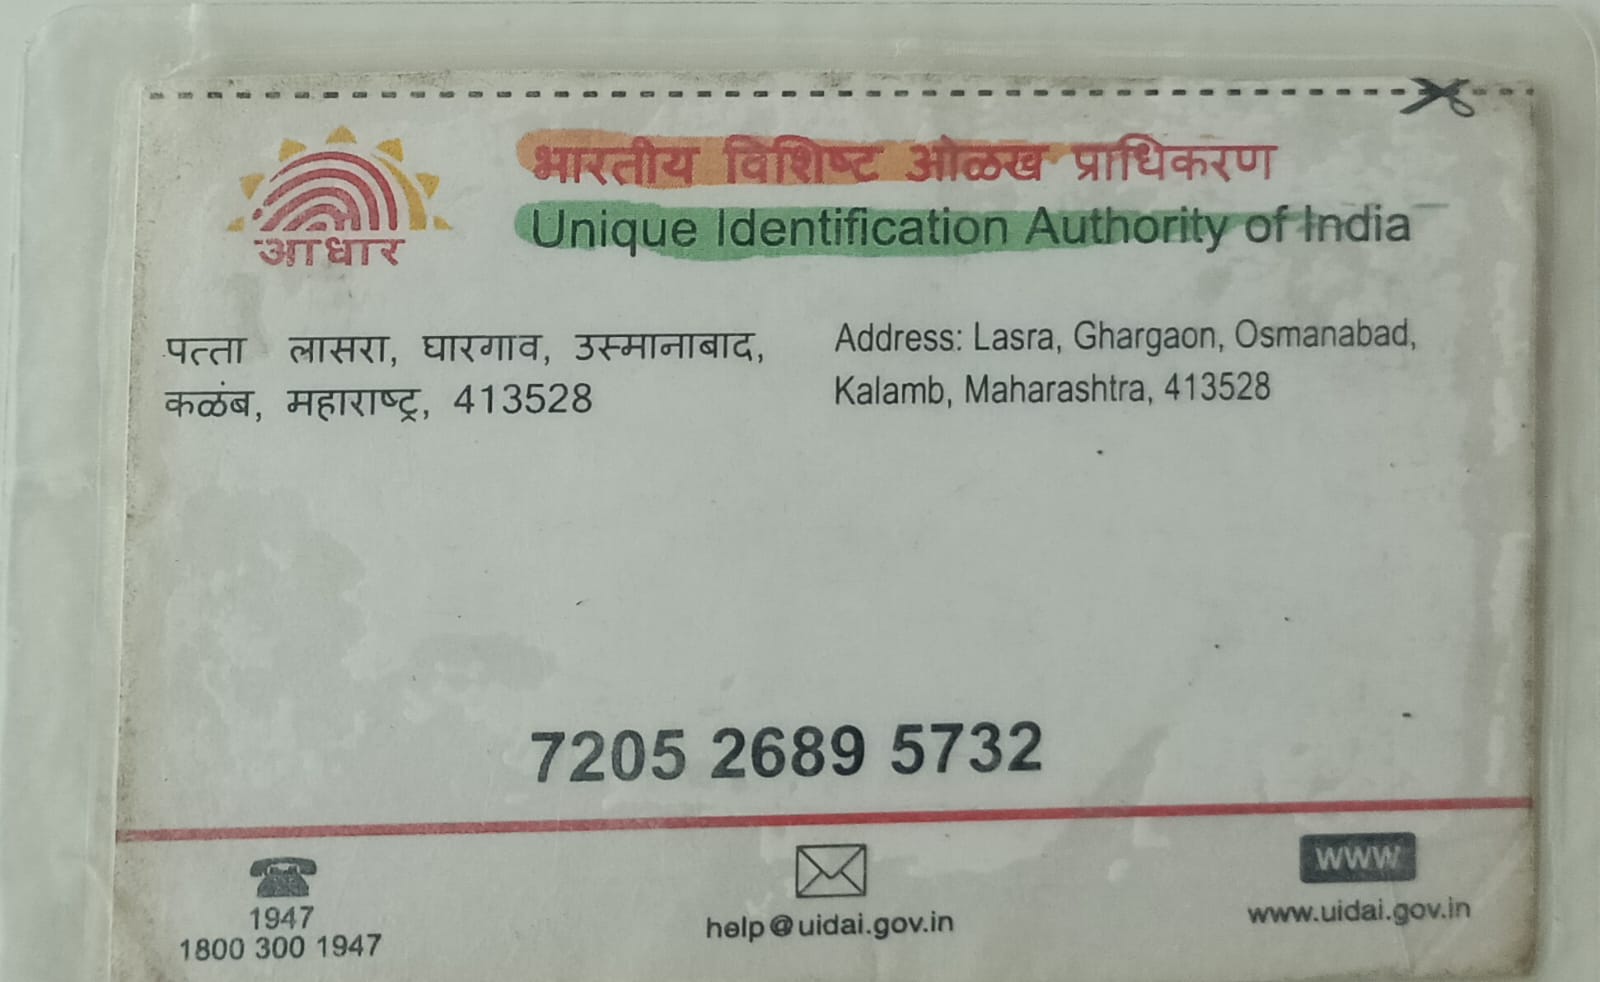 भारतीय विशिष्ट ओळख प्राधिकरण
Unique Identification Authority of India
आधार
पत्ता लासरा, घारगाव, उस्मानाबाद,
कळंब, महाराष्ट्र, 413528
Address: Lasra, Ghargaon, Osmanabad,
Kalamb, Maharashtra, 413528
7205 2689 5732
1947
1800 300 1947
help@uidai.gov.in
WWW
www.uidai.gov.in